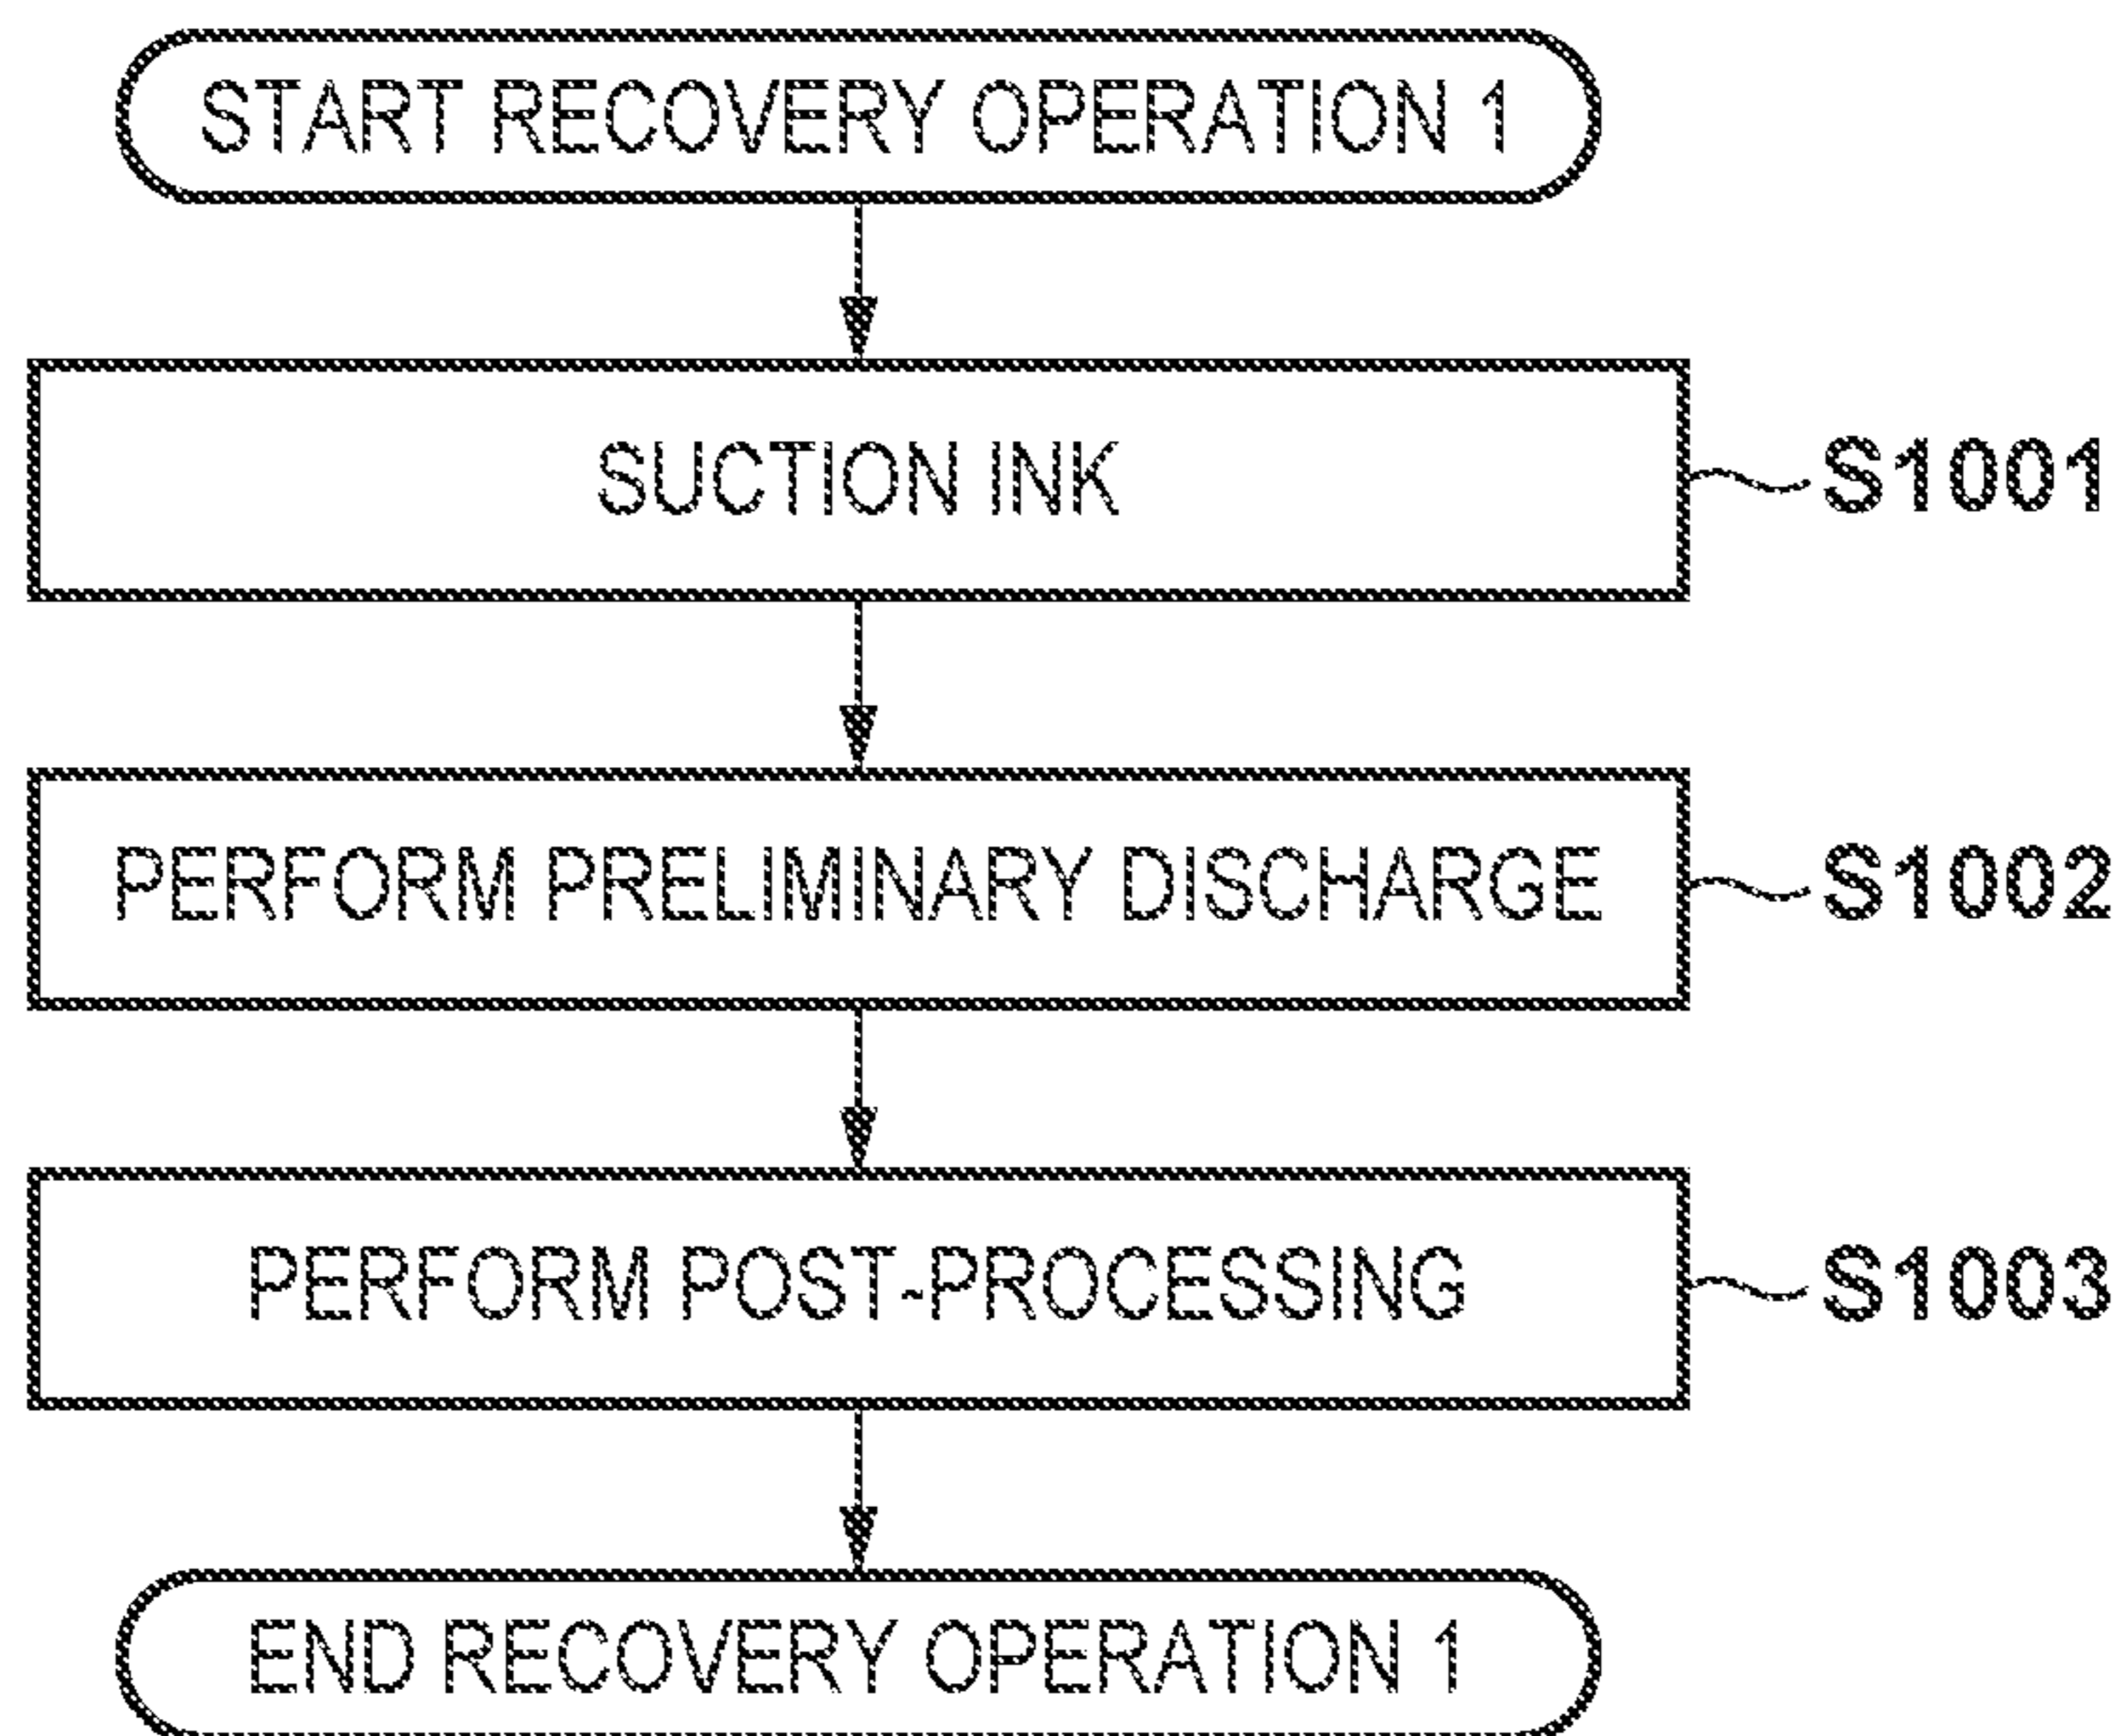 START RECOVERY OPERATION 1
SUCTION INK
S1001
PERFORM PRELIMINARY DISCHARGE
S1002
PERFORM POST-PROCESSING
S1003
END RECOVERY OPERATION 1